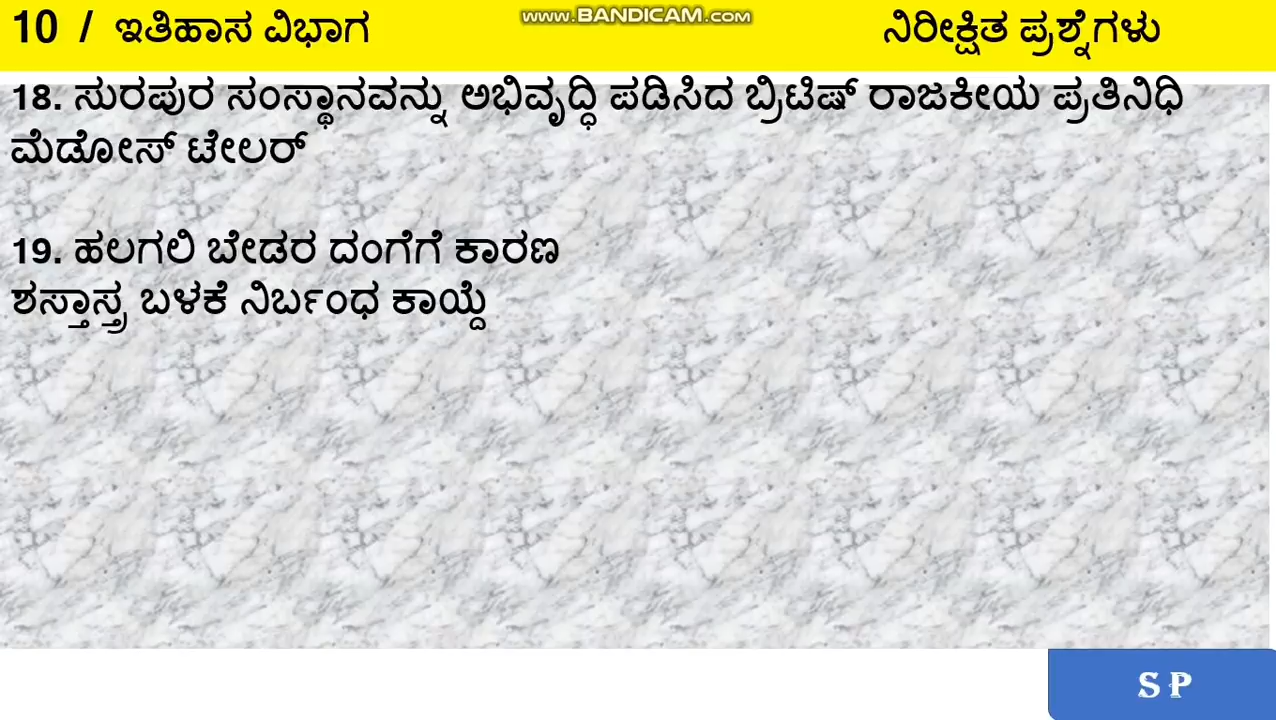 10 / ಇತಿಹಾಸ ವಿಭಾಗ
www.BANDICAM.com
ನಿರೀಕ್ಷಿತ ಪ್ರಶ್ನೆಗಳು
18. ಸುರಪುರ ಸಂಸ್ಥಾನವನ್ನು ಅಭಿವೃದ್ಧಿ ಪಡಿಸಿದ ಬ್ರಿಟಿಷ್ ರಾಜಕೀಯ ಪ್ರತಿನಿಧಿ
ಮೆಡೋಸ್ ಟೇಲರ್
19. ಹಲಗಲಿ ಬೇಡರ ದಂಗೆಗೆ ಕಾರಣ
ಶಸ್ತ್ತಾಸ್ತ್ರ ಬಳಕೆ ನಿರ್ಬಂಧ ಕಾಯ್ದೆ
S P